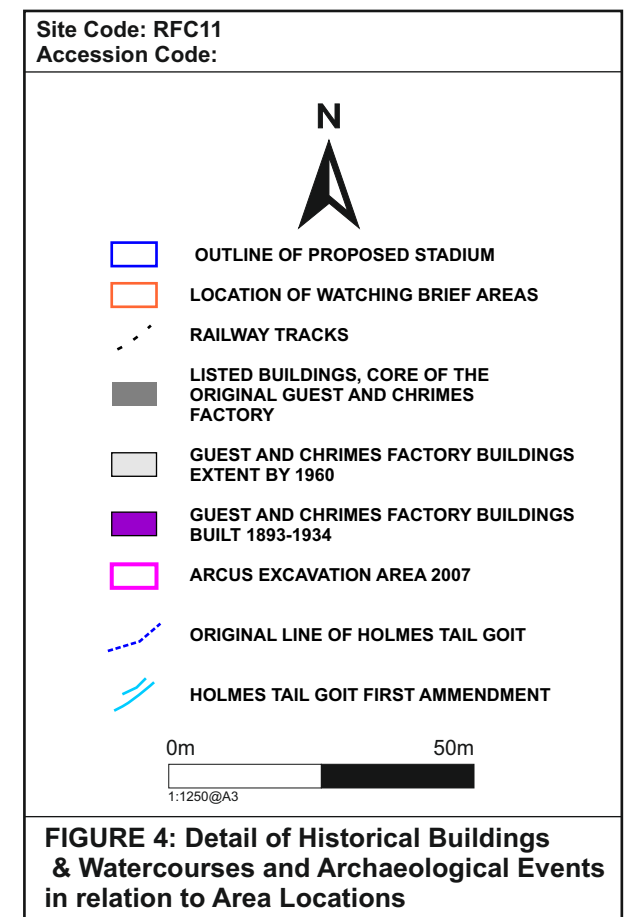 Site Code: RFC11
Accession Code:
N
OUTLINE OF PROPOSED STADIUM
LOCATION OF WATCHING BRIEF AREAS
RAILWAY TRACKS
LISTED BUILDINGS, CORE OF THE
ORIGINAL GUEST AND CHRIMES
FACTORY
GUEST AND CHRIMES FACTORY BUILDINGS
EXTENT BY 1960
GUEST AND CHRIMES FACTORY BUILDINGS
BUILT 1893-1934
ARCUS EXCAVATION AREA 2007
ORIGINAL LINE OF HOLMES TAIL GOIT
HOLMES TAIL GOIT FIRST AMMENDMENT
0m 50m
1:1250@A3
FIGURE 4: Detail of Historical Buildings
& Watercourses and Archaeological Events
in relation to Area Locations